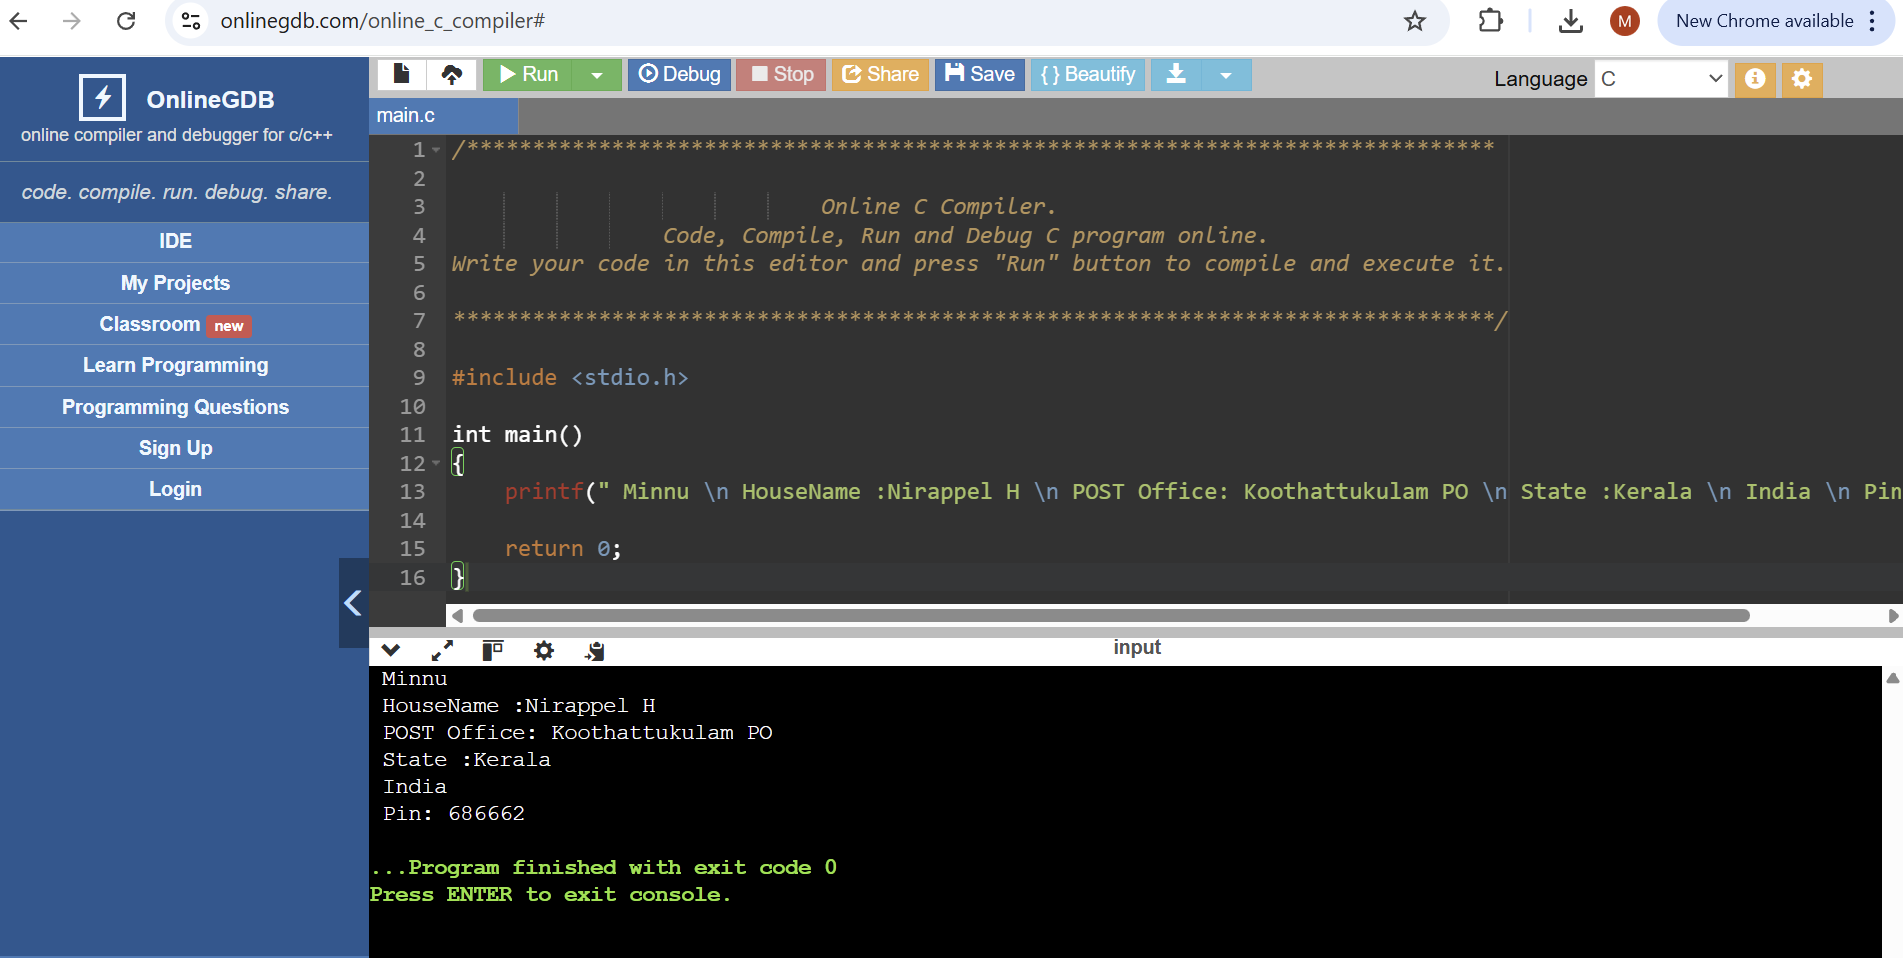 onlinegdb.com/online_c_compiler#
M
New Chrome available
OnlineGDB
online compiler and debugger for c/c++
code. compile. run. debug. share.
IDE
My Projects
Classroom new
Learn Programming
Programming Questions
Sign Up
Login
Run
Debug
Stop
Share
Save
{ } Beautify
Language C
main.c
1 /******************************************************************************
2
3 Online C Compiler.
4 Code, Compile, Run and Debug C program online.
5 Write your code in this editor and press "Run" button to compile and execute it.
6
7 *******************************************************************************/
8
9 #include <stdio.h>
10
11 int main()
12 {
13 printf(" Minnu \n HouseName :Nirappel H \n POST Office: Koothattukulam PO \n State :Kerala \n India \n Pin
14
15 return 0;
16 }
input
Minnu
HouseName :Nirappel H
POST Office: Koothattukulam PO
State :Kerala
India
Pin: 686662
...Program finished with exit code 0
Press ENTER to exit console.